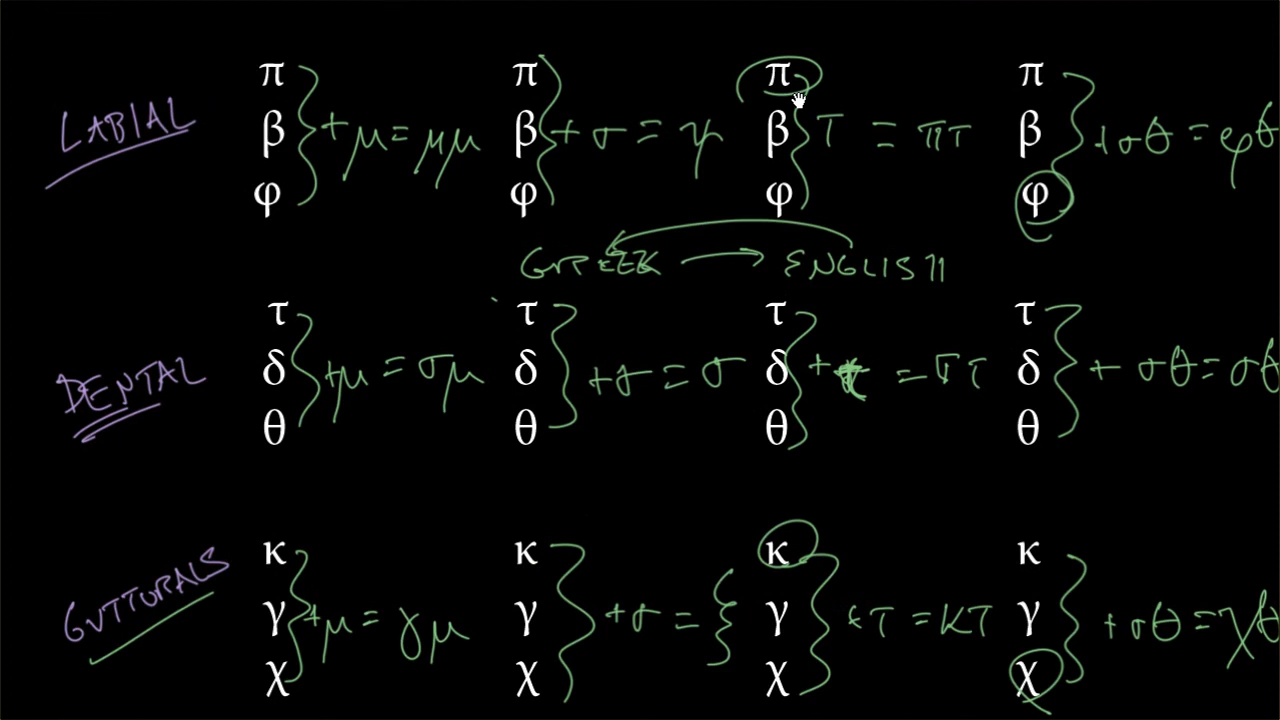 π π π π
LABIAL β + μ = μμ β + σ = ψ β τ = πτ β + σθ = φθ
φ φ φ φ
GREEK → ENGLISH
τ τ τ τ
DENTAL δ + μ = σμ δ + σ = σ δ + τ = στ δ + σθ = σθ
θ θ θ θ
κ κ κ κ
GUTTURALS γ + μ = γμ γ + σ = ξ γ + τ = κτ γ + σθ = χθ
χ χ χ χ